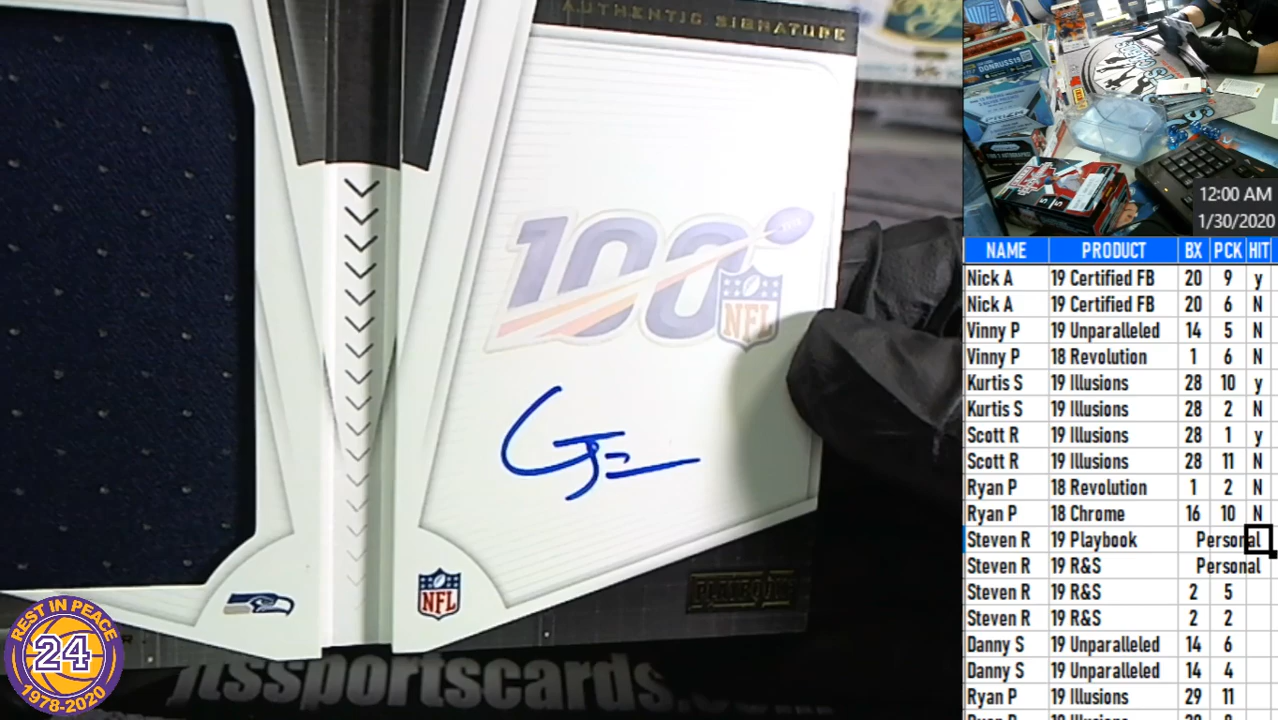 AUTHENTIC SIGNATURE
100
NFL
NFL
PLAYBOOK
REST IN PEACE
24
1978-2020
jtssportscards.com
DONRUSS19
PRIZM
12:00 AM
1/30/2020
NAME PRODUCT BX PCK HIT
Nick A 19 Certified FB 20 9 y
Nick A 19 Certified FB 20 6 N
Vinny P 19 Unparalleled 14 5 N
Vinny P 18 Revolution 1 6 N
Kurtis S 19 Illusions 28 10 y
Kurtis S 19 Illusions 28 2 N
Scott R 19 Illusions 28 1 y
Scott R 19 Illusions 28 11 N
Ryan P 18 Revolution 1 2 N
Ryan P 18 Chrome 16 10 N
Steven R 19 Playbook Personal
Steven R 19 R&S Personal
Steven R 19 R&S 2 5
Steven R 19 R&S 2 2
Danny S 19 Unparalleled 14 6
Danny S 19 Unparalleled 14 4
Ryan P 19 Illusions 29 11